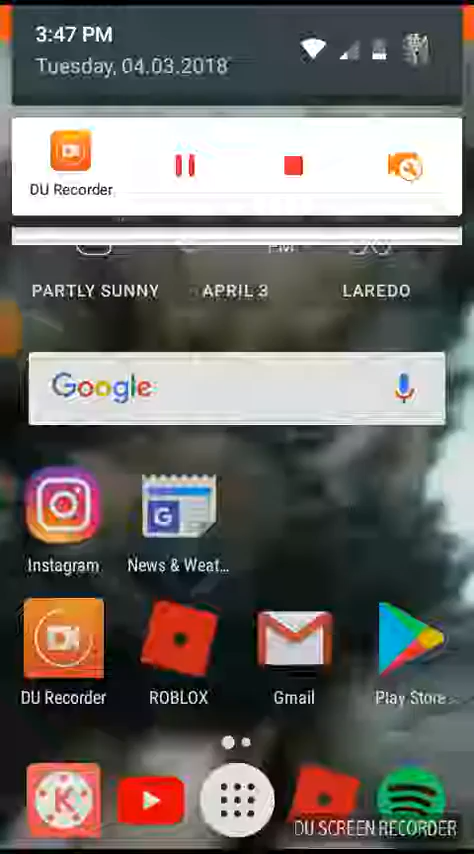 3:47 PM
Tuesday, 04.03.2018
DU Recorder
PM
PARTLY SUNNY APRIL 3 LAREDO
Google
G
Instagram News & Weat...
DU Recorder ROBLOX Gmail Play Store
K
DU SCREEN RECORDER